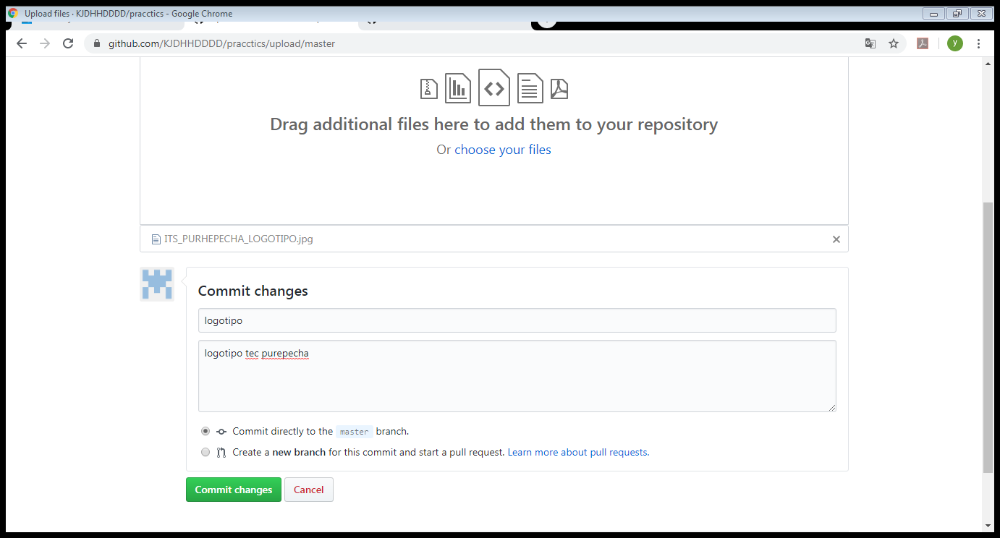 Upload files · KJDHHDDDD/pracctics - Google Chrome
github.com/KJDHHDDDD/pracctics/upload/master
y
Drag additional files here to add them to your repository
Or choose your files
ITS_PURHEPECHA_LOGOTIPO.jpg
Commit changes
logotipo
logotipo tec purepecha
Commit directly to the master branch.
Create a new branch for this commit and start a pull request. Learn more about pull requests.
Commit changes Cancel